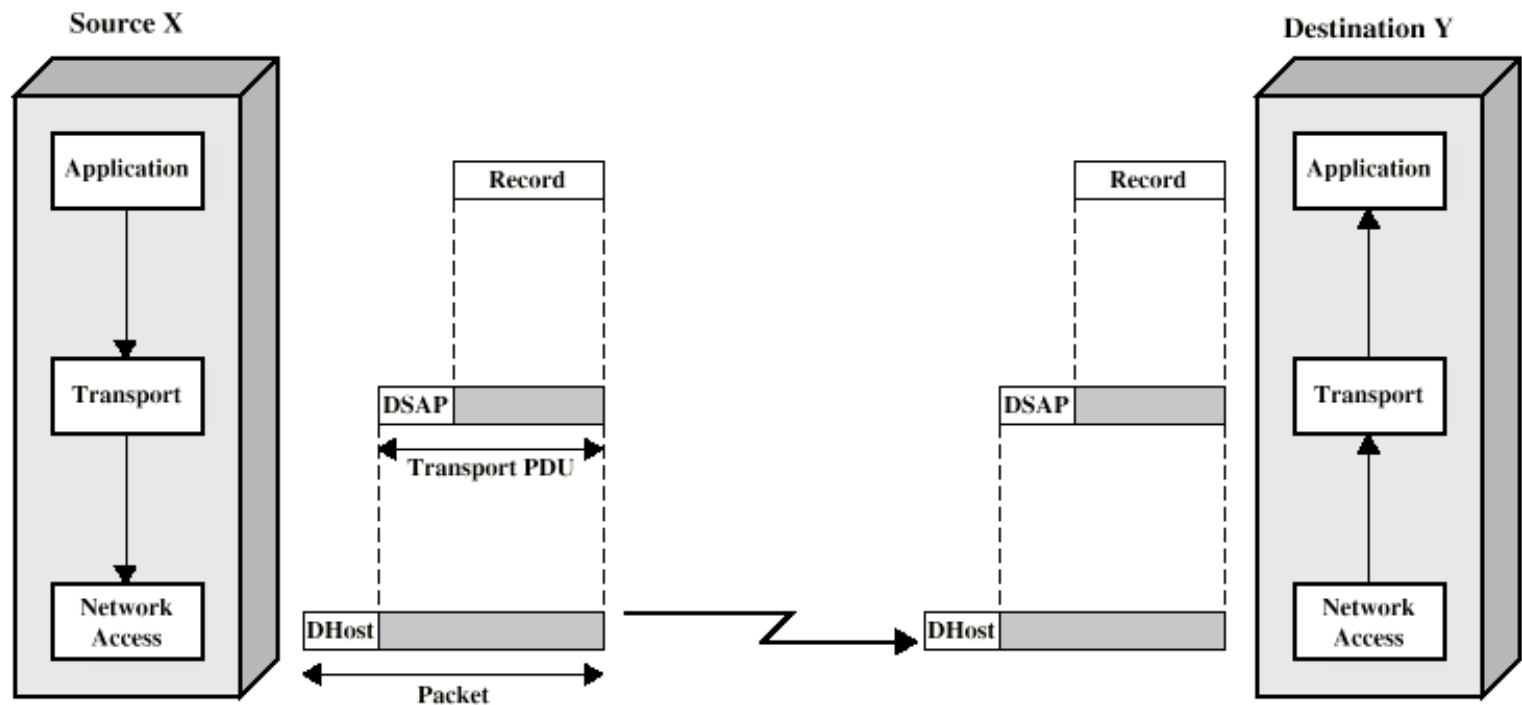 Source X
Destination Y
Application
Record
Record
Application
Transport
DSAP
Transport PDU
DSAP
Transport
Network
Access
DHost
Packet
DHost
Network
Access